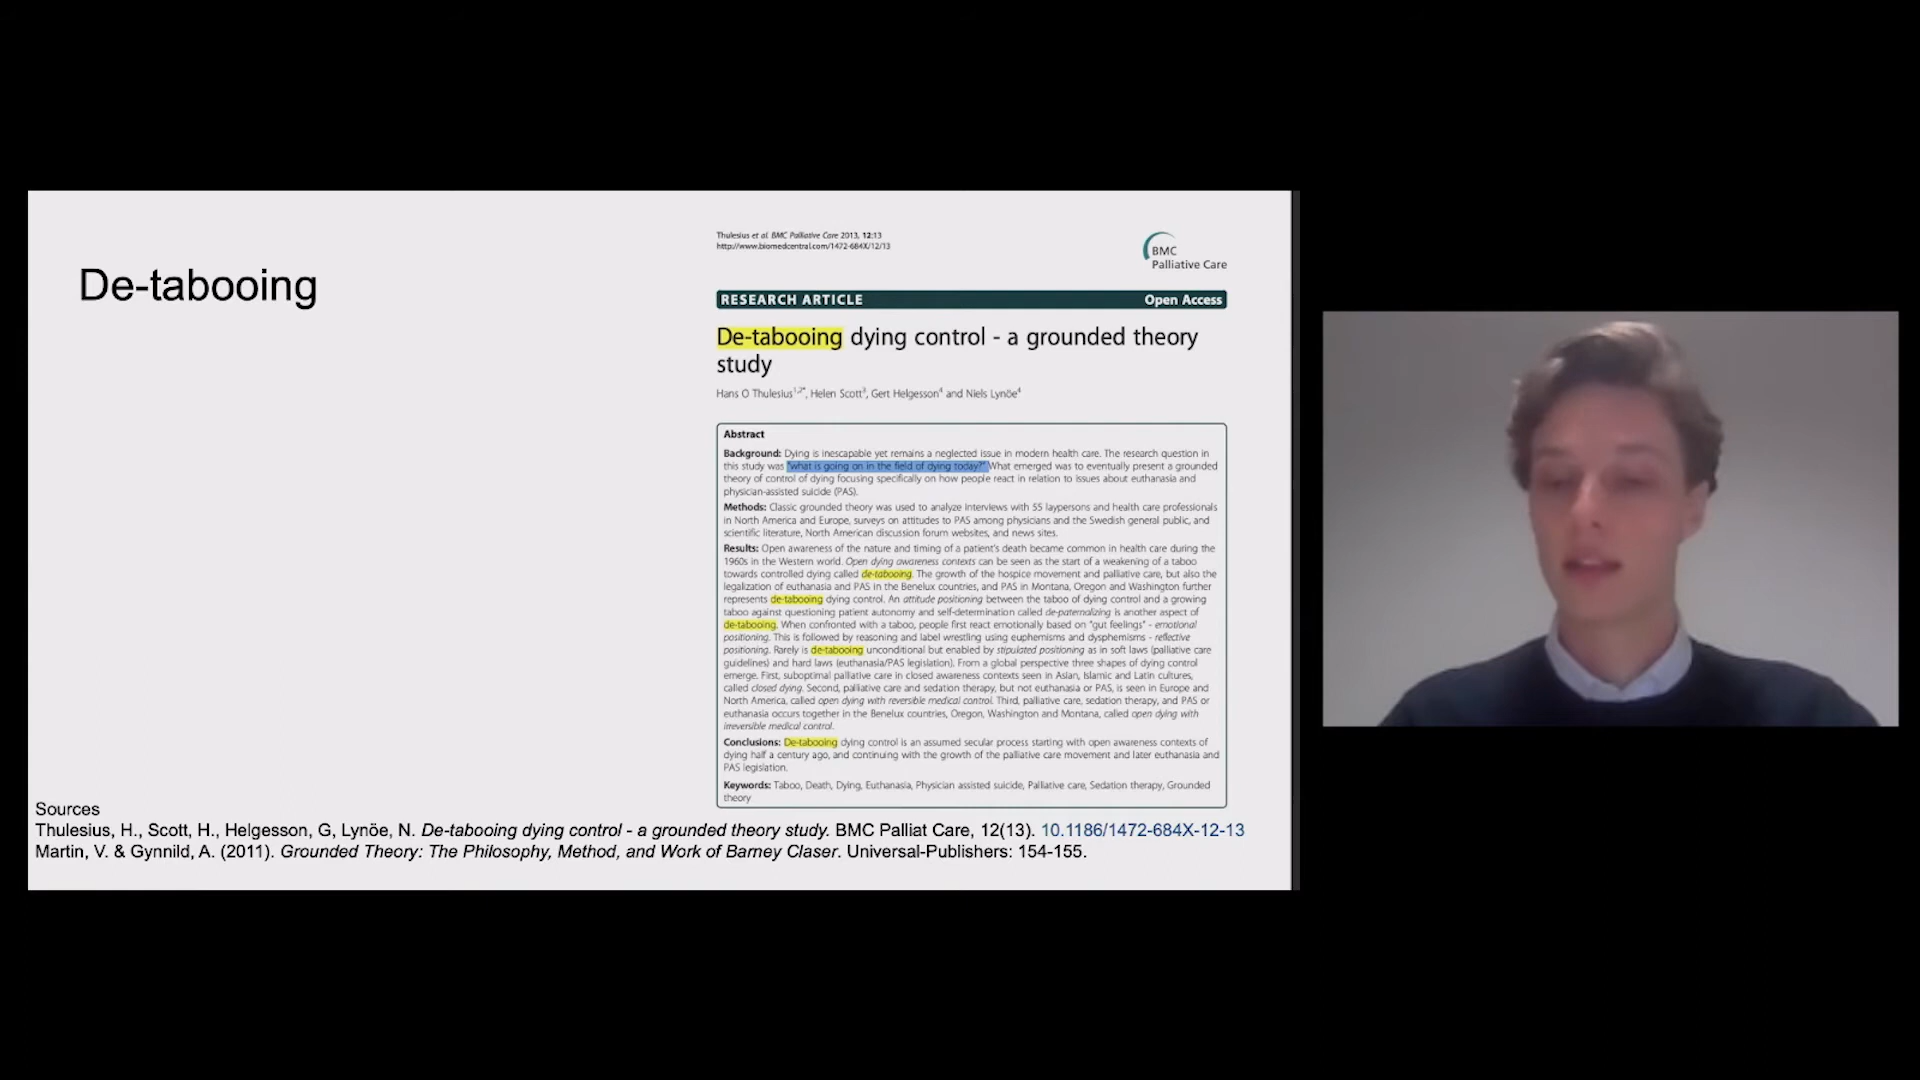 De-tabooing
Thulesius et al. BMC Palliative Care 2013, 12:13
http://www.biomedcentral.com/1472-684X/12/13
BMC
Palliative Care
RESEARCH ARTICLE Open Access
De-tabooing dying control - a grounded theory
study
Hans O Thulesius1,2*, Helen Scott3, Gert Helgesson4 and Niels Lynöe4
Abstract
Background: Dying is inescapable yet remains a neglected issue in modern health care. The research question in
this study was "what is going on in the field of dying today?" What emerged was to eventually present a grounded
theory of control of dying focusing specifically on how people react in relation to issues about euthanasia and
physician-assisted suicide (PAS).
Methods: Classic grounded theory was used to analyze interviews with 55 laypersons and health care professionals
in North America and Europe, surveys on attitudes to PAS among physicians and the Swedish general public, and
scientific literature, North American discussion forum websites, and news sites.
Results: Open awareness of the nature and timing of a patient's death became common in health care during the
1960s in the Western world. Open dying awareness contexts can be seen as the start of a weakening of a taboo
towards controlled dying called de-tabooing. The growth of the hospice movement and palliative care, but also the
legalization of euthanasia and PAS in the Benelux countries, and PAS in Montana, Oregon and Washington further
represents de-tabooing dying control. An attitude positioning between the taboo of dying control and a growing
taboo against questioning patient autonomy and self-determination called de-paternalizing is another aspect of
de-tabooing. When confronted with a taboo, people first react emotionally based on "gut feelings" - emotional
positioning. This is followed by reasoning and label wrestling using euphemisms and dysphemisms - reflective
positioning. Rarely is de-tabooing unconditional but enabled by stipulated positioning as in soft laws (palliative care
guidelines) and hard laws (euthanasia/PAS legislation). From a global perspective three shapes of dying control
emerge. First, suboptimal palliative care in closed awareness contexts seen in Asian, Islamic and Latin cultures,
called closed dying. Second, palliative care and sedation therapy, but not euthanasia or PAS, is seen in Europe and
North America, called open dying with reversible medical control. Third, palliative care, sedation therapy, and PAS or
euthanasia occurs together in the Benelux countries, Oregon, Washington and Montana, called open dying with
irreversible medical control.
Conclusions: De-tabooing dying control is an assumed secular process starting with open awareness contexts of
dying half a century ago, and continuing with the growth of the palliative care movement and later euthanasia and
PAS legislation.
Keywords: Taboo, Death, Dying, Euthanasia, Physician assisted suicide, Palliative care, Sedation therapy, Grounded
theory
Sources
Thulesius, H., Scott, H., Helgesson, G, Lynöe, N. De-tabooing dying control - a grounded theory study. BMC Palliat Care, 12(13). 10.1186/1472-684X-12-13
Martin, V. & Gynnild, A. (2011). Grounded Theory: The Philosophy, Method, and Work of Barney Claser. Universal-Publishers: 154-155.